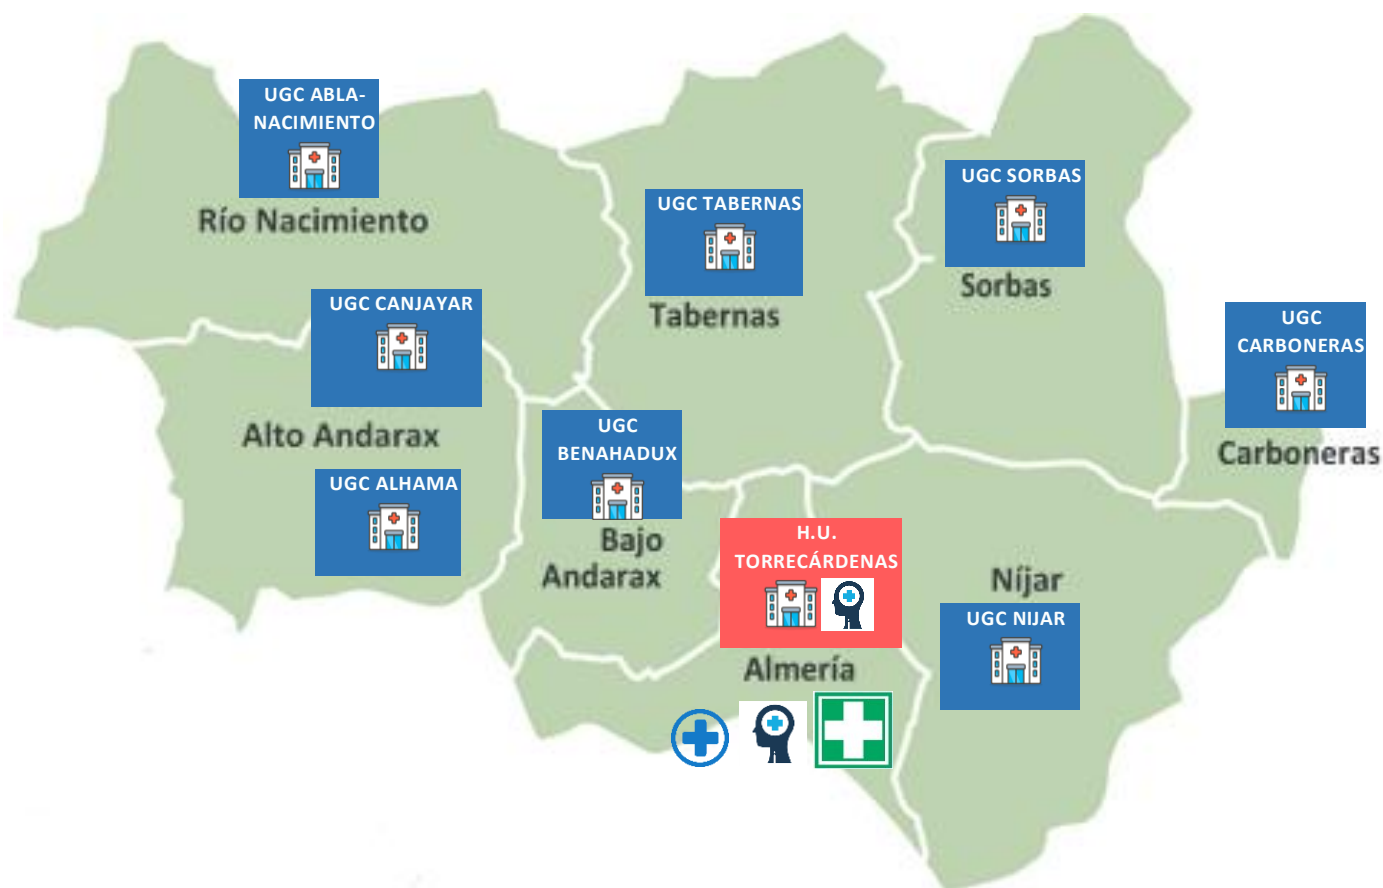 UGC ABLA-
NACIMIENTO
Río Nacimiento
UGC TABERNAS
Tabernas
UGC SORBAS
Sorbas
UGC CANJAYAR
Alto Andarax
UGC ALHAMA
UGC
BENAHADUX
Bajo
Andarax
UGC
CARBONERAS
Carboneras
H.U.
TORRECÁRDENAS
Almería
Níjar
UGC NIJAR